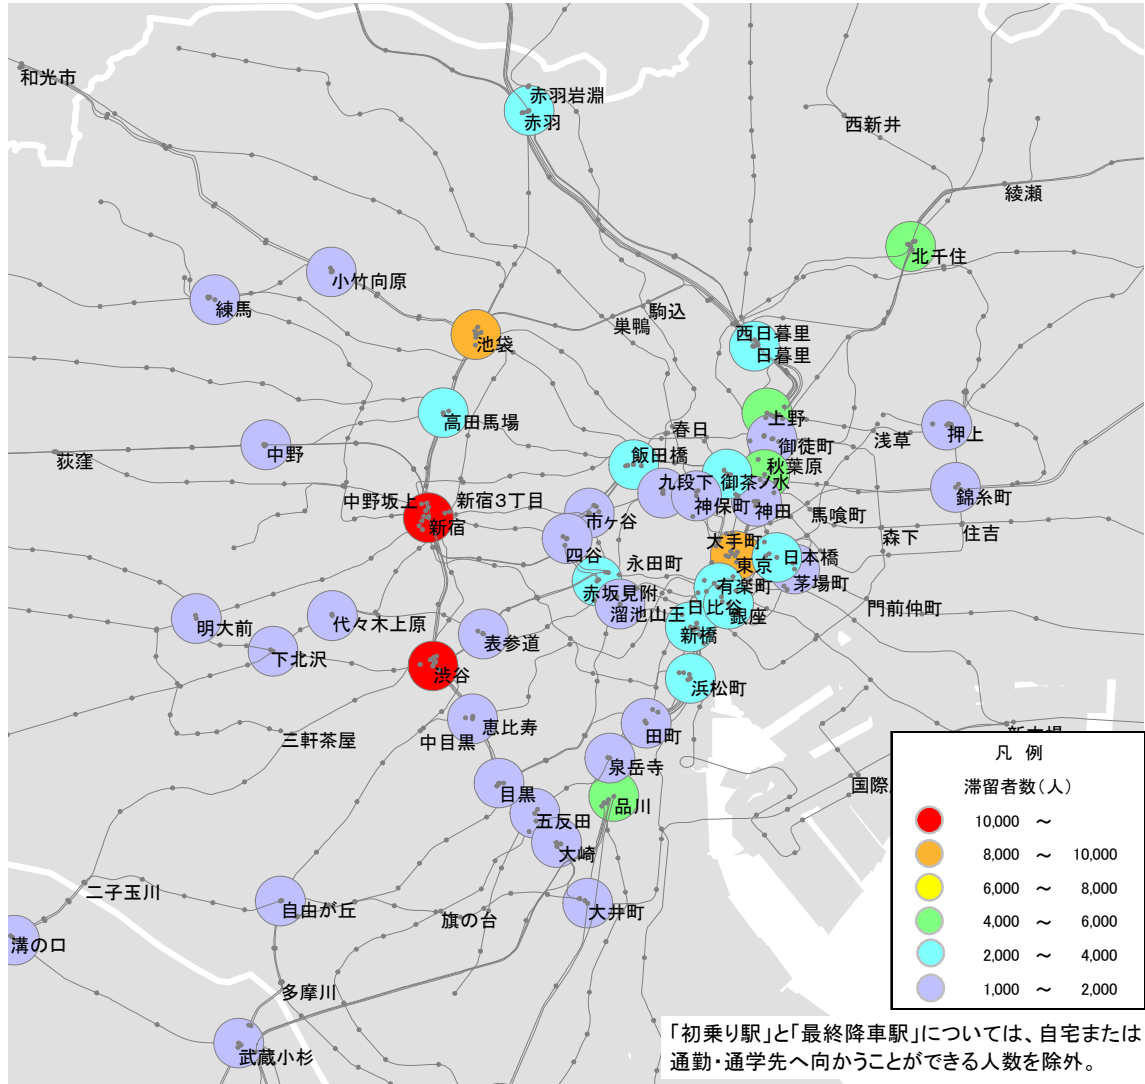 和光市
赤羽岩淵
赤羽
西新井
綾瀬
北千住
小竹向原
練馬
駒込
巣鴨
池袋
西日暮里
日暮里
高田馬場
上野
押上
春日
浅草
御徒町
中野
荻窪
飯田橋
秋葉原
九段下
御茶ノ水
錦糸町
中野坂上
新宿3丁目
神保町
神田
馬喰町
新宿
市ヶ谷
住吉
森下
大手町
四谷
日本橋
永田町
東京
茅場町
赤坂見附
有楽町
日比谷
門前仲町
溜池山王
銀座
明大前
代々木上原
新橋
表参道
下北沢
渋谷
浜松町
恵比寿
田町
三軒茶屋
中目黒
泉岳寺
目黒
品川
五反田
大崎
二子玉川
自由が丘
旗の台
大井町
溝の口
多摩川
武蔵小杉
国際
凡 例
滞留者数(人)
10,000 ～
8,000 ～ 10,000
6,000 ～ 8,000
4,000 ～ 6,000
2,000 ～ 4,000
1,000 ～ 2,000
「初乗り駅」と「最終降車駅」については、自宅または
通勤・通学先へ向かうことができる人数を除外。